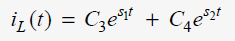 i_L(t) = C_3e^{s_1t} + C_4e^{s_2t}